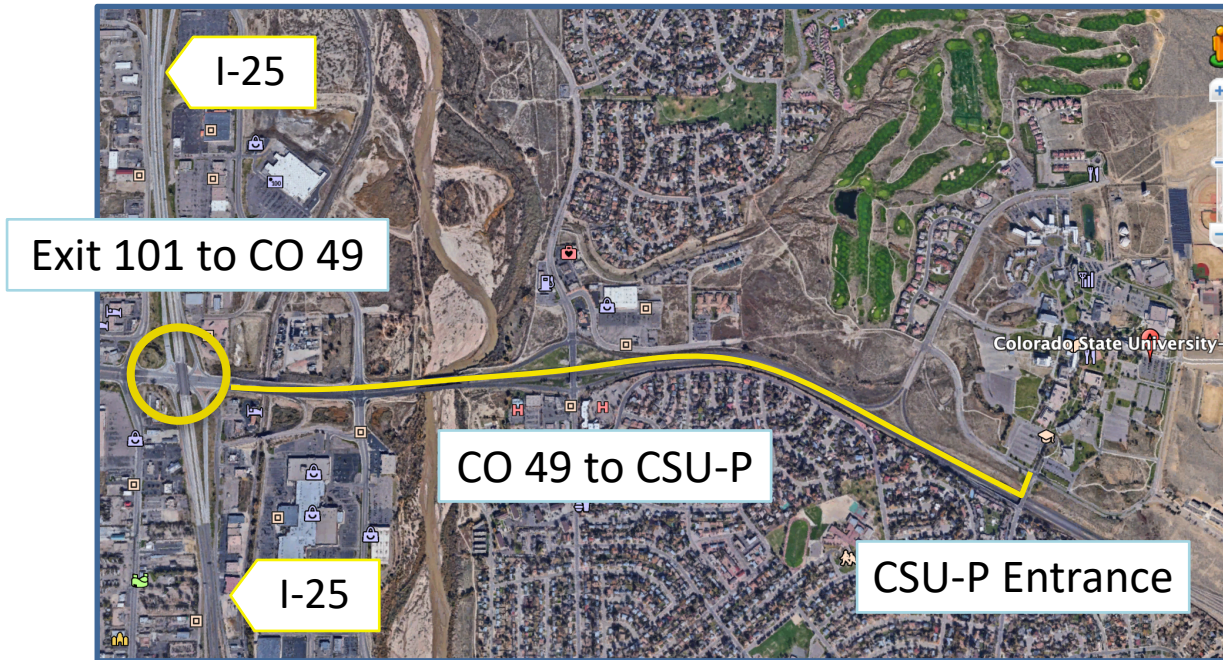 I-25
Exit 101 to CO 49
Colorado State University-
CO 49 to CSU-P
CSU-P Entrance
I-25